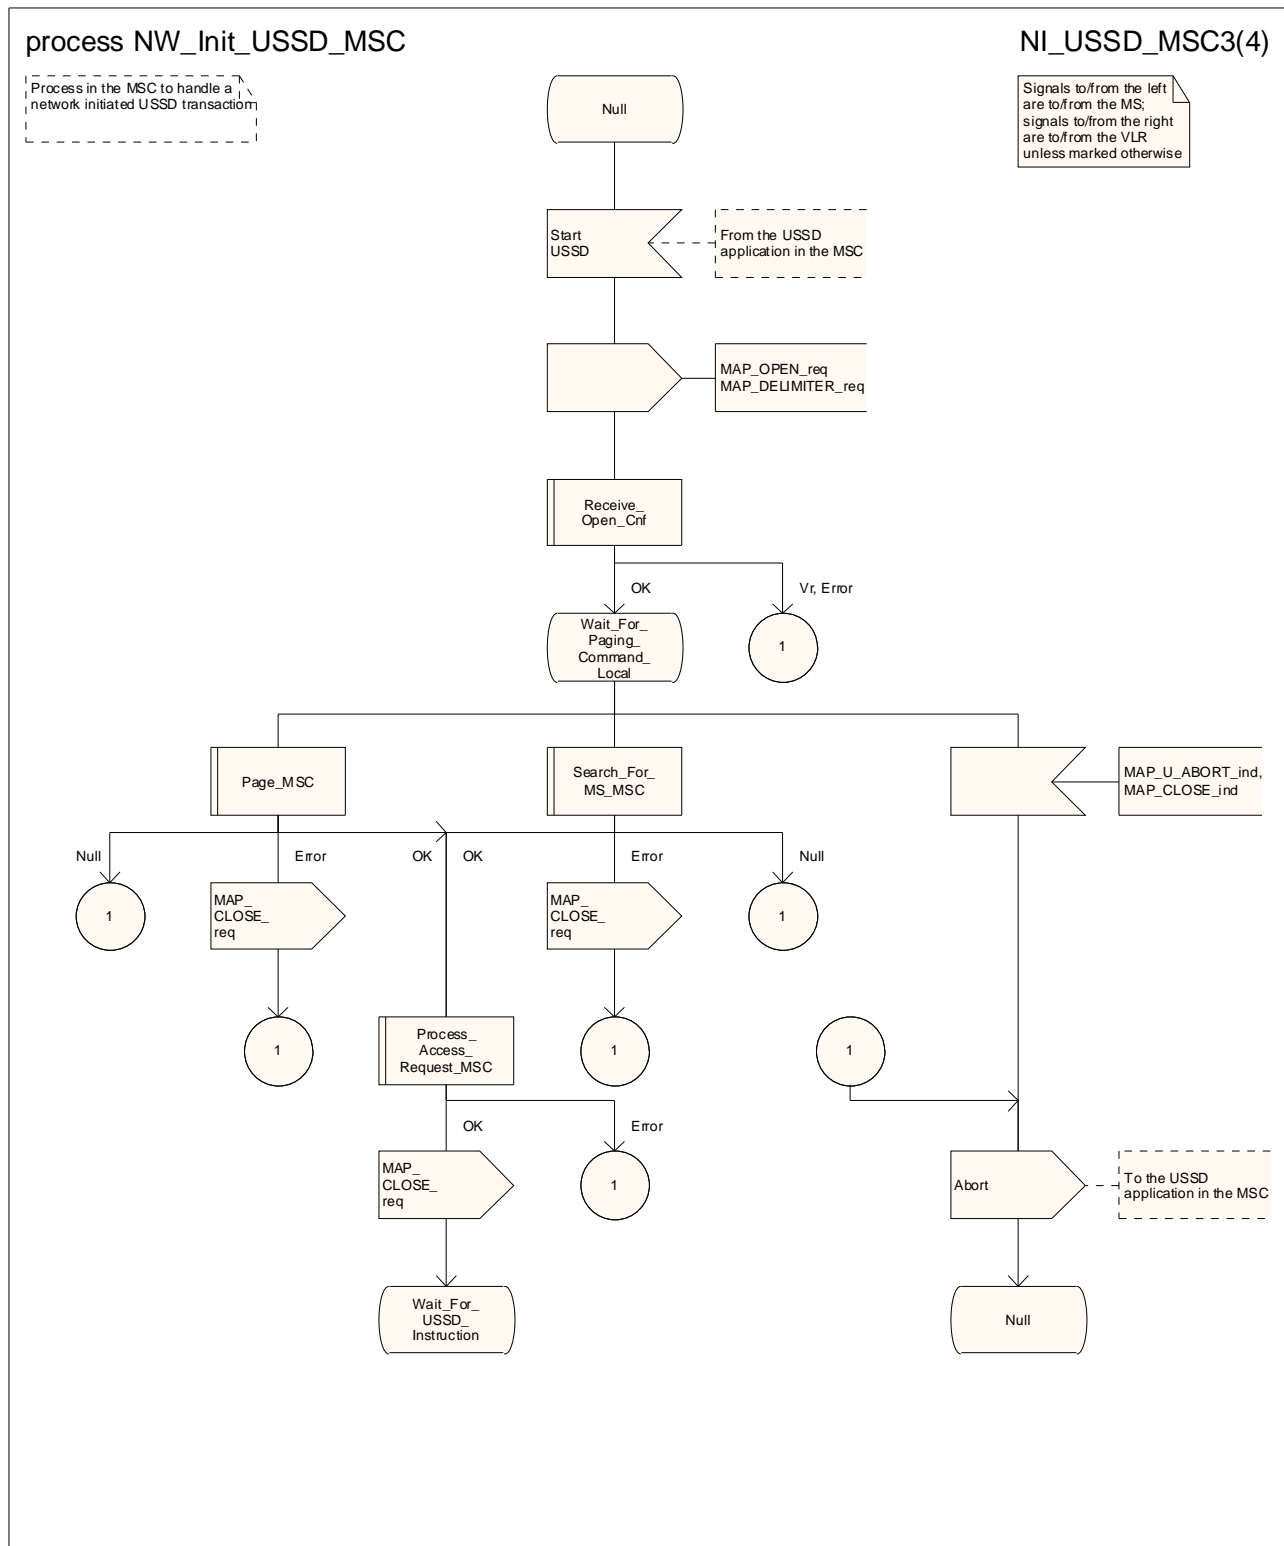 process NW_Init_USSD_MSC
NI_USSD_MSC3(4)
Process in the MSC to handle a
network initiated USSD transaction
Signals to/from the left
are to/from the MS;
signals to/from the right
are to/from the VLR
unless marked otherwise
Null
Start
USSD
From the USSD
application in the MSC
MAP_OPEN_req
MAP_DELIMITER_req
Receive_
Open_Cnf
OK
Vr, Error
Wait_For_
Paging_
Command_
Local
1
Page_MSC
Search_For_
MS_MSC
MAP_U_ABORT_ind,
MAP_CLOSE_ind
Null
Error
OK
OK
Error
Null
1
MAP_
CLOSE_
req
MAP_
CLOSE_
req
1
1
Process_
Access_
Request_MSC
1
1
OK
Error
MAP_
CLOSE_
req
1
Abort
To the USSD
application in the MSC
Wait_For_
USSD_
Instruction
Null